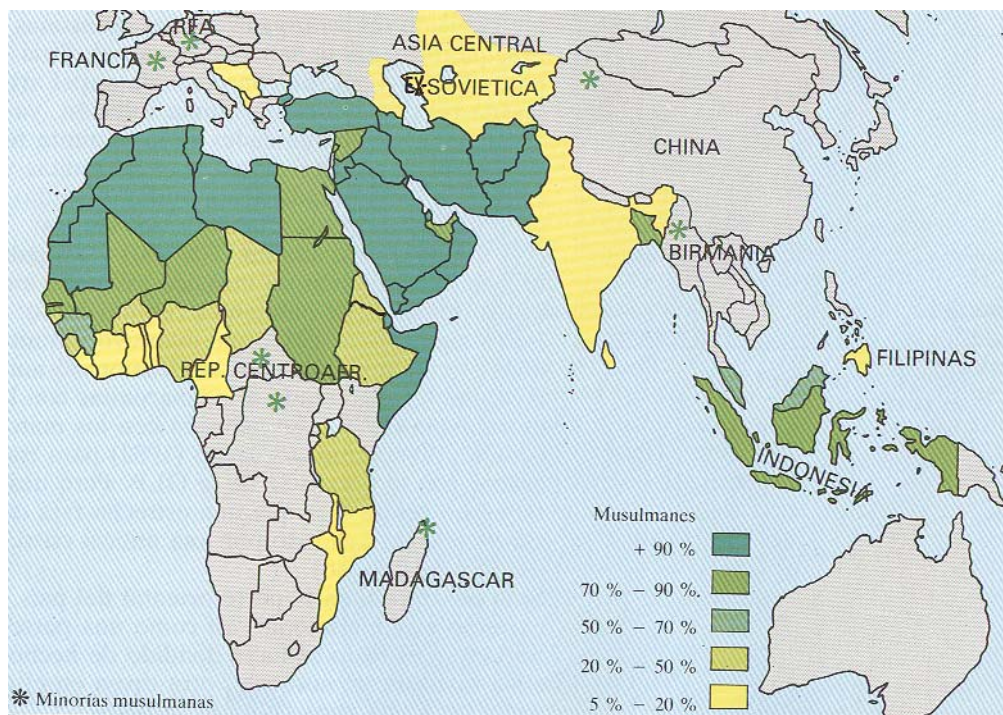 RFA
FRANCIA
ASIA CENTRAL
EX-SOVIETICA
CHINA
BIRMANIA
FILIPINAS
REP. CENTROAFR.
INDONESIA
MADAGASCAR
Musulmanes
+ 90 %
70 % – 90 %.
50 % – 70 %
20 % – 50 %
5 % – 20 %
* Minorías musulmanas